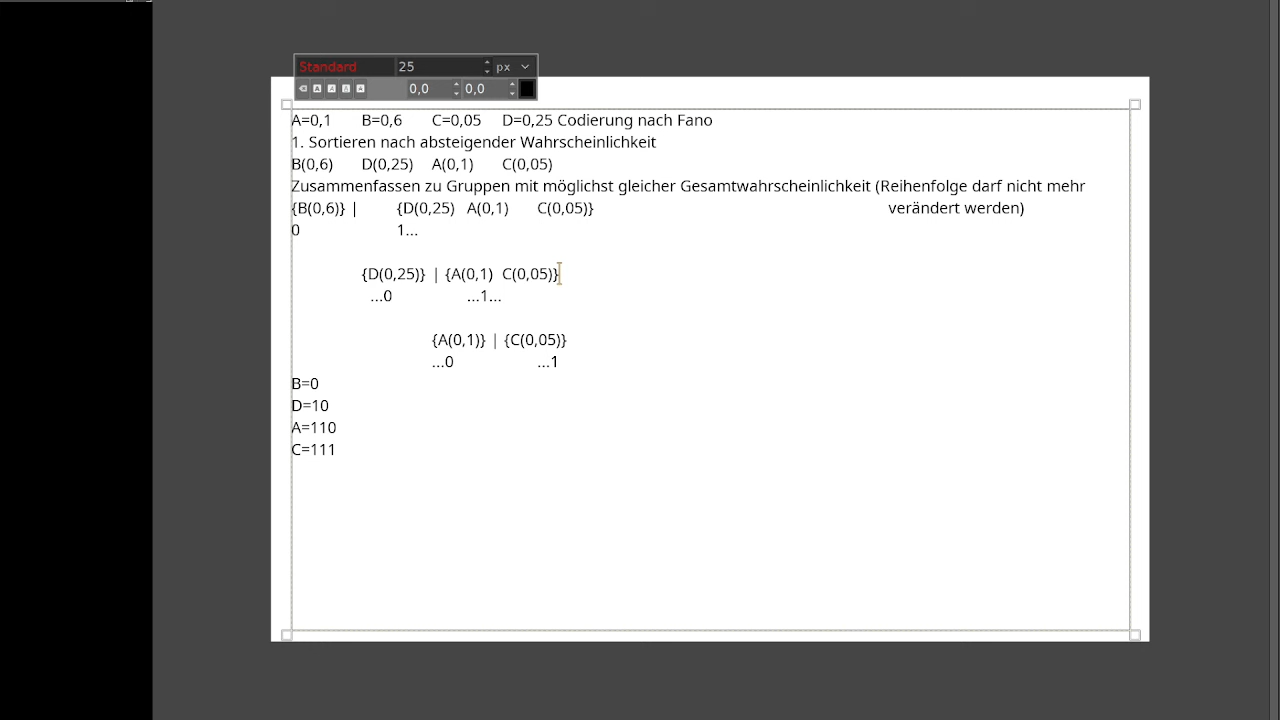 Standard 25 px
0,0 0,0
A=0,1 B=0,6 C=0,05 D=0,25 Codierung nach Fano
1. Sortieren nach absteigender Wahrscheinlichkeit
B(0,6) D(0,25) A(0,1) C(0,05)
Zusammenfassen zu Gruppen mit möglichst gleicher Gesamtwahrscheinlichkeit (Reihenfolge darf nicht mehr
{B(0,6)} | {D(0,25) A(0,1) C(0,05)} verändert werden)
0 1...
{D(0,25)} | {A(0,1) C(0,05)}
...0 ...1...
{A(0,1)} | {C(0,05)}
...0 ...1
B=0
D=10
A=110
C=111